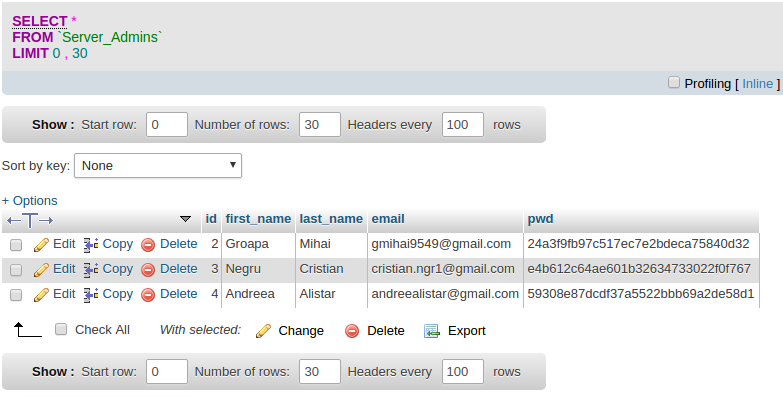 SELECT *
FROM `Server_Admins`
LIMIT 0 , 30
Profiling [ Inline ]
Show : Start row: 0 Number of rows: 30 Headers every 100 rows
Sort by key: None
+ Options
id first_name last_name email pwd
Edit Copy Delete 2 Groapa Mihai gmihai9549@gmail.com 24a3f9fb97c517ec7e2bdeca75840d32
Edit Copy Delete 3 Negru Cristian cristian.ngr1@gmail.com e4b612c64ae601b32634733022f0f767
Edit Copy Delete 4 Andreea Alistar andreealistar@gmail.com 59308e87dcdf37a5522bbb69a2de58d1
Check All With selected: Change Delete Export
Show : Start row: 0 Number of rows: 30 Headers every 100 rows